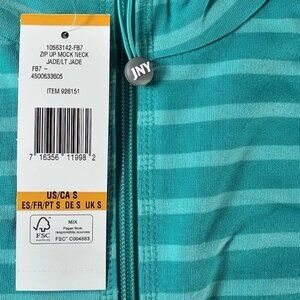 10563142-FB7
ZIP UP MOCK NECK
JADE/LT JADE
FB7 -
4500633605
ITEM 926151
7 16356 11998 2
US/CA S
ES/FR/PT S DE S UK S
FSC
MIX
Paper from
responsible sources
FSC® C004883
JNY